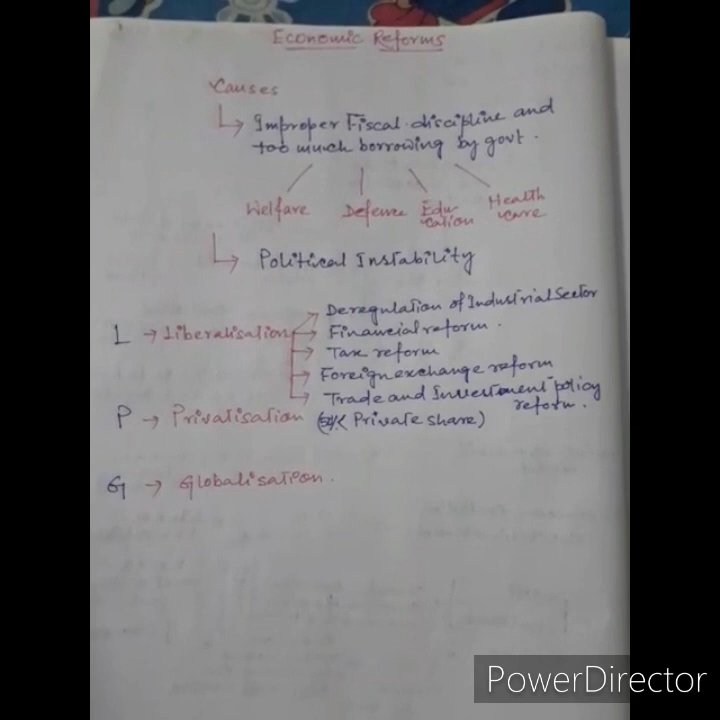 Economic Reforms
Causes
↳ Improper Fiscal discipline and
too much borrowing by govt.
Welfare Defence Edu-cation Health care
↳ Political Instability
L → Liberalisation
→ Deregulation of Industrial Sector
→ Financial reform.
→ Tax reform
→ Foreign exchange reform
→ Trade and Investment policy
reform.
P → Privatisation (< Private share)
G → Globalisation.
PowerDirector